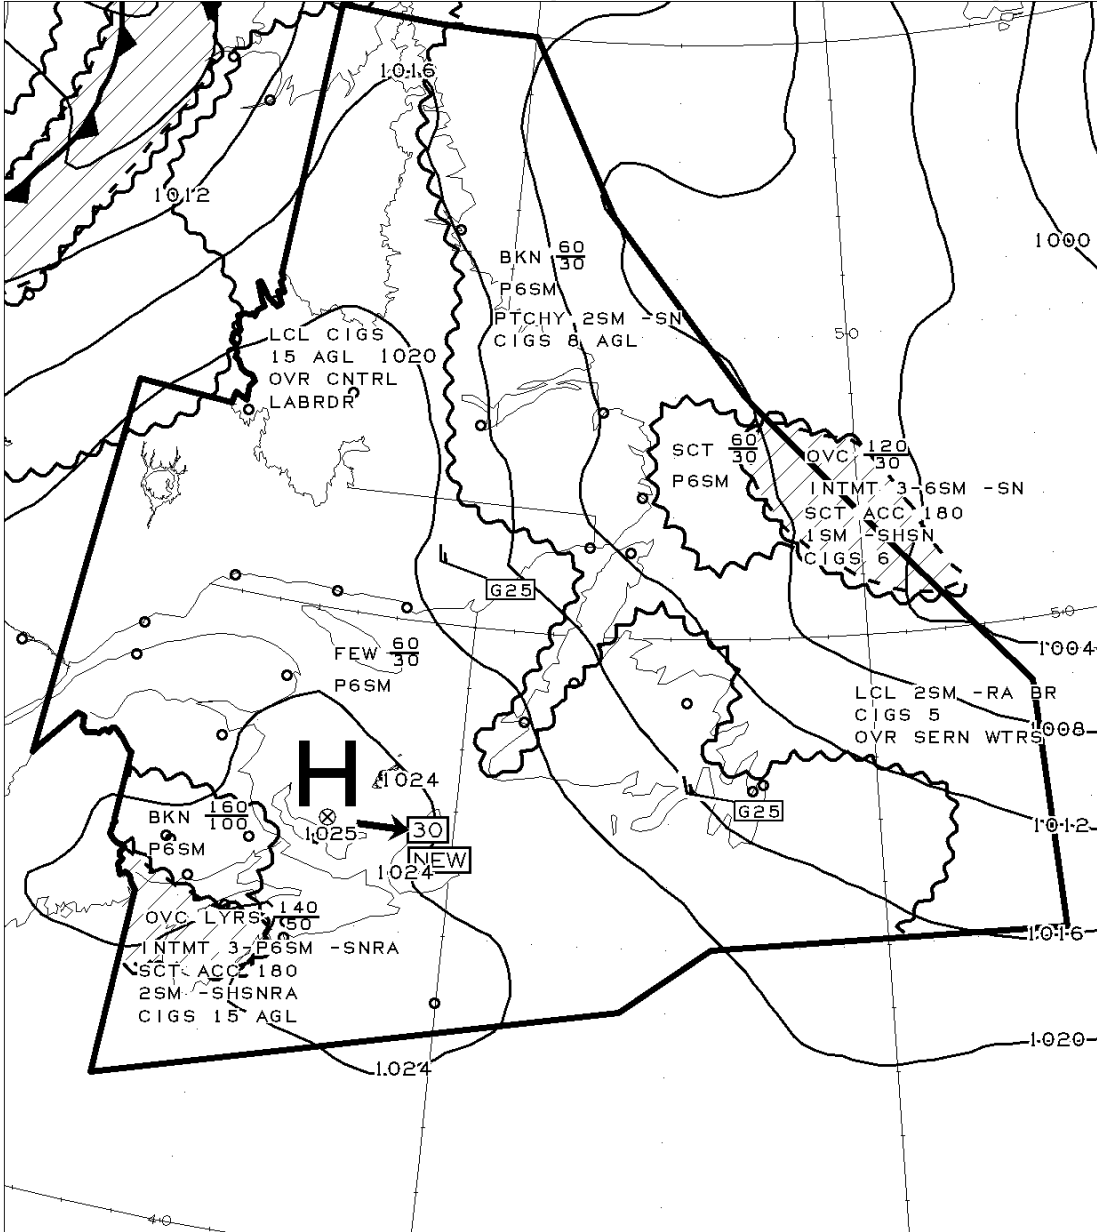 1016
1012
1000
BKN 60
30
P6SM
PTCHY 2SM -SN
CIGS 8 AGL
50
LCL CIGS
15 AGL 1020
OVR CNTRL
LABRDR
SCT 60
30
P6SM
OVC 120
30
INTMT 3-6SM -SN
SCT ACC 180
1SM -SHSN
CIGS 6
G25
50
1004
FEW 60
30
P6SM
LCL 2SM -RA BR
CIGS 5
OVR SERN WTRS
1008
H
1024
1025
30
NEW
1024
G25
1012
BKN 160
100
P6SM
OVC LYRS 140
50
INTMT 3-P6SM -SNRA
SCT ACC 180
2SM -SHSNRA
CIGS 15 AGL
1016
1020
1024
40